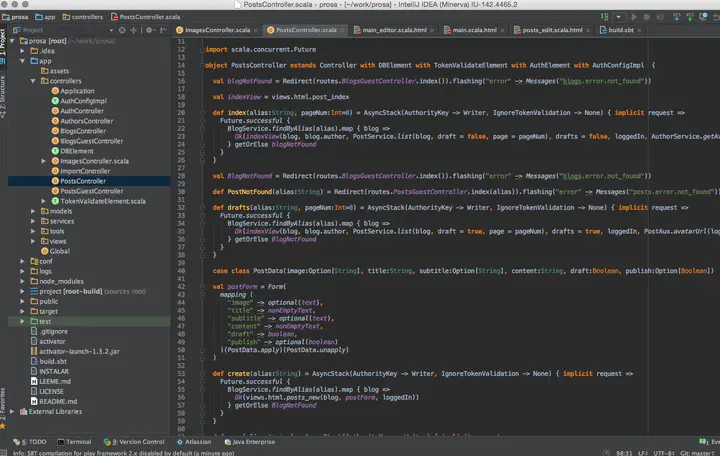 PostsController.scala - prosa - [~/work/prosa] - IntelliJ IDEA (Minerva) IU-142.4465.2
prosa app controllers PostsController.scala
Project
ImagesController.scala PostsController.scala main_editor.scala.html main.scala.html posts_edit.scala.html build.sbt
1: Project
Z: Structure
2: Favorites
prosa [root] (~/work/prosa)
.idea
app
assets
controllers
Application
AuthConfigImpl
AuthController
AuthorsController
BlogsController
BlogsGuestController
DBElement
ImagesController.scala
ImportController
PostsController
PostsGuestController
TokenValidateElement.scala
models
services
tools
views
Global
conf
logs
node_modules
project [root-build] (sources root)
public
target
test
.gitignore
activator
activator-launch-1.3.2.jar
build.sbt
INSTALAR
LEEME.md
LICENSE
README.md
External Libraries
11
12 import scala.concurrent.Future
13
14 object PostsController extends Controller with DBElement with TokenValidateElement with AuthElement with AuthConfigImpl {
15
16 val blogNotFound = Redirect(routes.BlogsGuestController.index()).flashing("error" -> Messages("blogs.error.not_found"))
17
18 val indexView = views.html.post_index
19
20 def index(alias:String, pageNum:Int=0) = AsyncStack(AuthorityKey -> Writer, IgnoreTokenValidation -> None) { implicit request =>
21 Future.successful {
22 BlogService.findByAlias(alias).map { blog =>
23 Ok(indexView(blog, blog.author, PostService.list(blog, draft = false, page = pageNum), drafts = false, loggedIn, AuthorService.getAv
24 } getOrElse blogNotFound
25 }
26 }
27
28 val BlogNotFound = Redirect(routes.BlogsGuestController.index()).flashing("error" -> Messages("blogs.error.not_found"))
29
30 def PostNotFound(alias:String) = Redirect(routes.PostsGuestController.index(alias)).flashing("error" -> Messages("posts.error.not_found"))
31
32 def drafts(alias:String, pageNum:Int=0) = AsyncStack(AuthorityKey -> Writer, IgnoreTokenValidation -> None) { implicit request =>
33 Future.successful {
34 BlogService.findByAlias(alias).map { blog =>
35 Ok(indexView(blog, blog.author, PostService.list(blog, draft = true, page = pageNum), drafts = true, loggedIn, PostAux.avatarUrl(log
36 } getOrElse BlogNotFound
37 }
38 }
39
40 case class PostData(image:Option[String], title:String, subtitle:Option[String], content:String, draft:Boolean, publish:Option[Boolean])
41
42 val postForm = Form(
43 mapping (
44 "image" -> optional(text),
45 "title" -> nonEmptyText,
46 "subtitle" -> optional(text),
47 "content" -> nonEmptyText,
48 "draft" -> boolean,
49 "publish" -> optional(boolean)
50 )(PostData.apply)(PostData.unapply)
51 )
52
53 def create(alias:String) = AsyncStack(AuthorityKey -> Writer, IgnoreTokenValidation -> None) { implicit request =>
54 Future.successful {
55 BlogService.findByAlias(alias).map { blog =>
56 Ok(views.html.posts_new(blog, postForm, loggedIn))
57 } getOrElse BlogNotFound
58 }
59 }
60
6: TODO Terminal 9: Version Control Atlassian Java Enterprise Eve
Info: SBT compilation for play framework 2.x disabled by default (a minute ago) 98:31 LF÷ UTF-8÷ Git: master÷